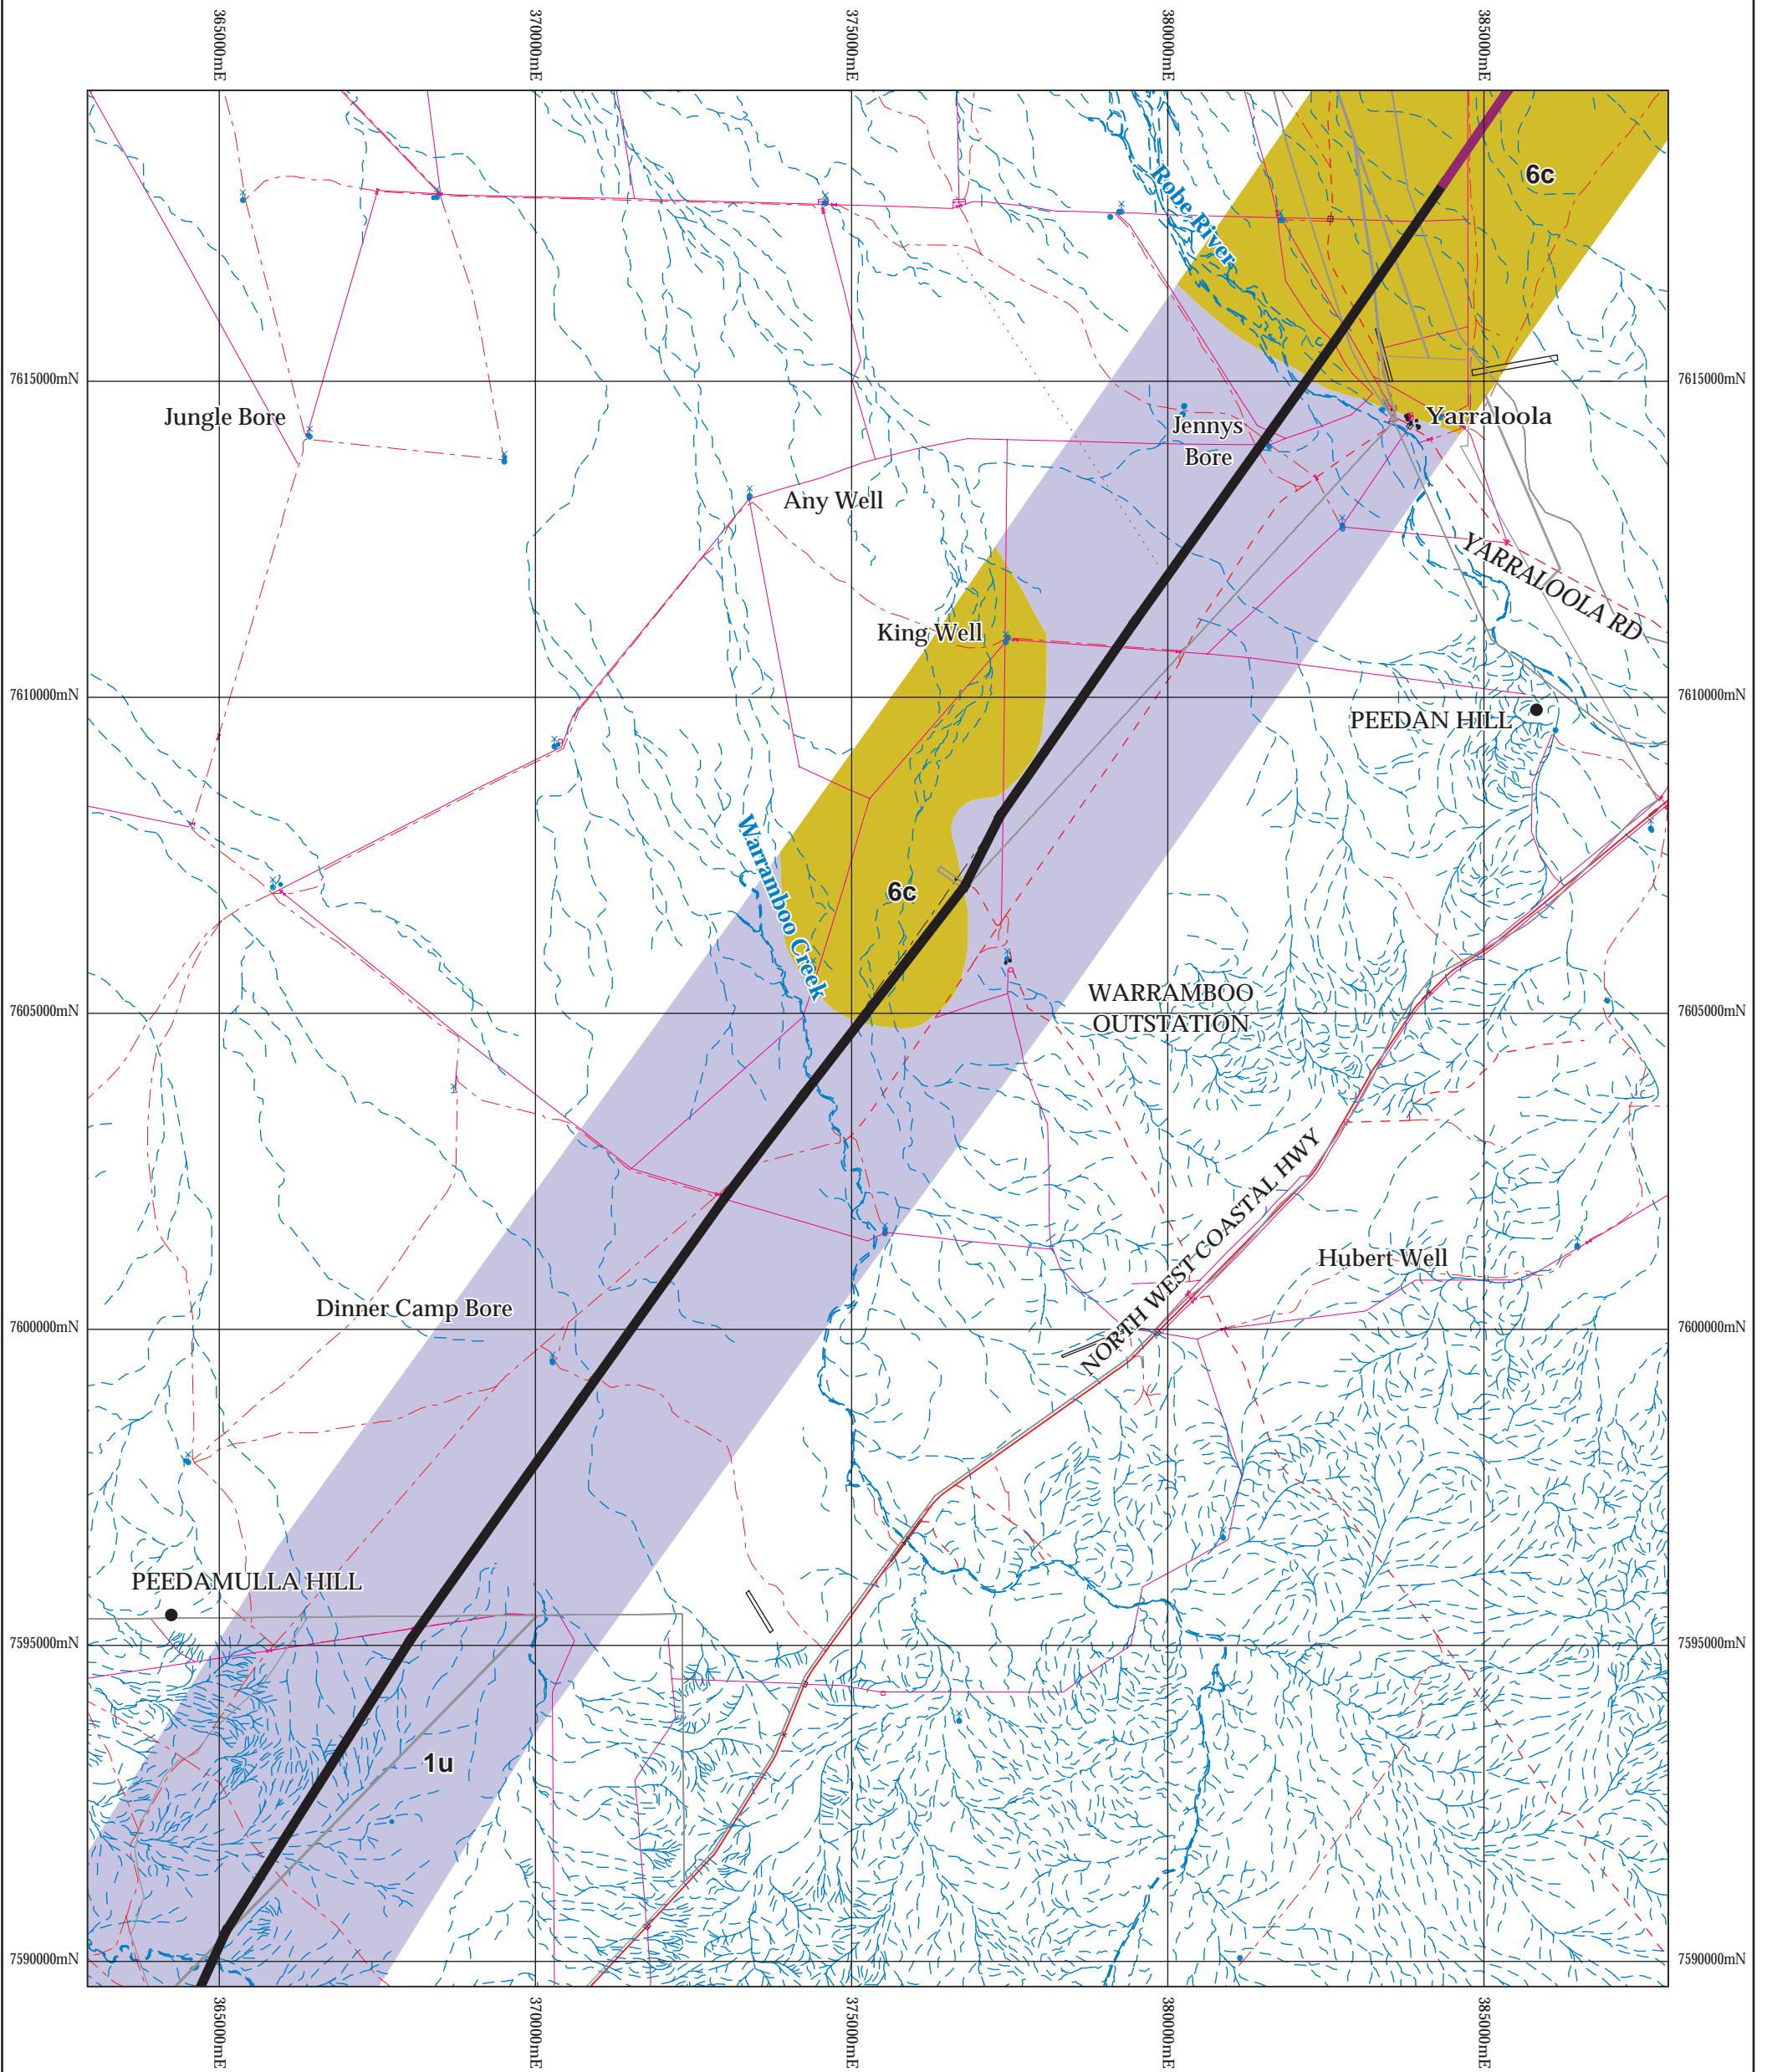 365000mE
370000mE
375000mE
380000mE
385000mE
6c
Robe River
7615000mN
7615000mN
Jungle Bore
Yarraloola
Jennys
Bore
Any Well
YARRALOOLA RD
King Well
7610000mN
7610000mN
PEEDAN HILL
Warramboo Creek
6c
WARRAMBOO
OUTSTATION
7605000mN
7605000mN
NORTH WEST COASTAL HWY
Hubert Well
Dinner Camp Bore
7600000mN
7600000mN
PEEDAMULLA HILL
7595000mN
7595000mN
1u
7590000mN
7590000mN
365000mE
370000mE
375000mE
380000mE
385000mE